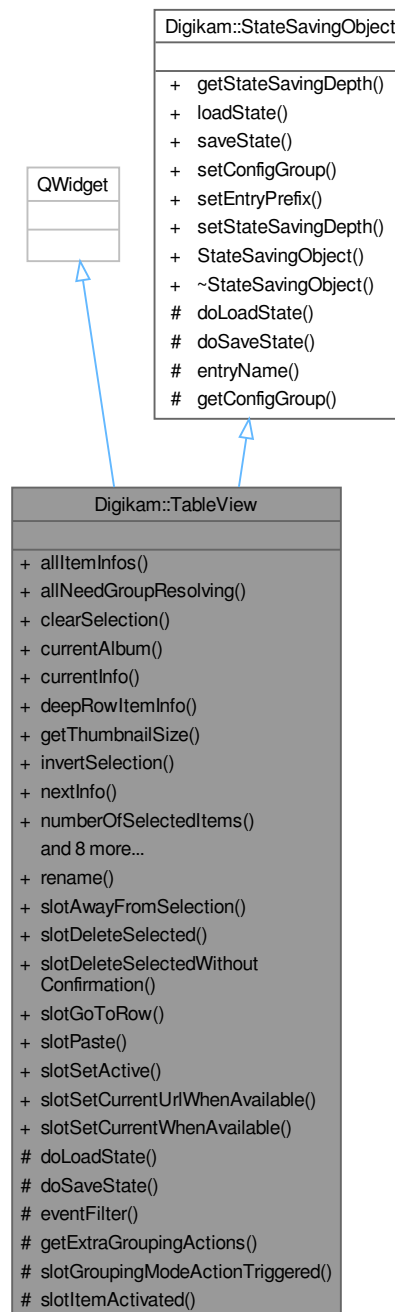 Digikam::StateSavingObject
+ getStateSavingDepth()
+ loadState()
+ saveState()
+ setConfigGroup()
+ setEntryPrefix()
+ setStateSavingDepth()
+ StateSavingObject()
+ ~StateSavingObject()
# doLoadState()
# doSaveState()
# entryName()
# getConfigGroup()
QWidget
Digikam::TableView
+ allItemInfos()
+ allNeedGroupResolving()
+ clearSelection()
+ currentAlbum()
+ currentInfo()
+ deepRowItemInfo()
+ getThumbnailSize()
+ invertSelection()
+ nextInfo()
+ numberOfSelectedItems()
and 8 more...
+ rename()
+ slotAwayFromSelection()
+ slotDeleteSelected()
+ slotDeleteSelectedWithout
Confirmation()
+ slotGoToRow()
+ slotPaste()
+ slotSetActive()
+ slotSetCurrentUrlWhenAvailable()
+ slotSetCurrentWhenAvailable()
# doLoadState()
# doSaveState()
# eventFilter()
# getExtraGroupingActions()
# slotGroupingModeActionTriggered()
# slotItemActivated()